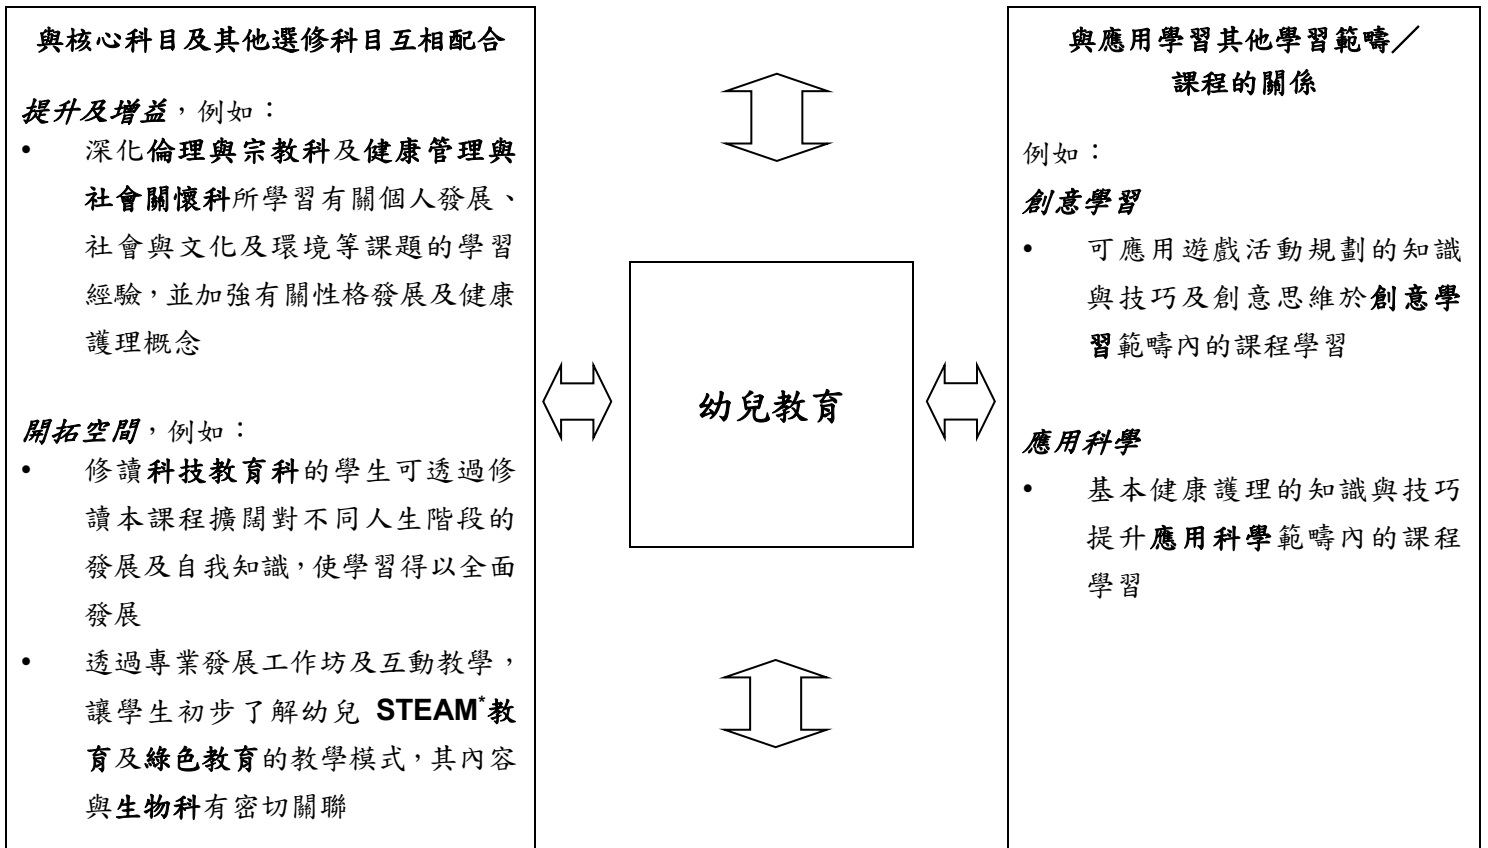 與核心科目及其他選修科目互相配合
提升及增益，例如：
• 深化倫理與宗教科及健康管理與
社會關懷科所學習有關個人發展、
社會與文化及環境等課題的學習
經驗，並加強有關性格發展及健康
護理概念
開拓空間，例如：
• 修讀科技教育科的學生可透過修
讀本課程擴闊對不同人生階段的
發展及自我知識，使學習得以全面
發展
• 透過專業發展工作坊及互動教學，
讓學生初步了解幼兒 STEAM*教
育及綠色教育的教學模式，其內容
與生物科有密切關聯
幼兒教育
與應用學習其他學習範疇／
課程的關係
例如：
創意學習
• 可應用遊戲活動規劃的知識
與技巧及創意思維於創意學
習範疇內的課程學習
應用科學
• 基本健康護理的知識與技巧
提升應用科學範疇內的課程
學習